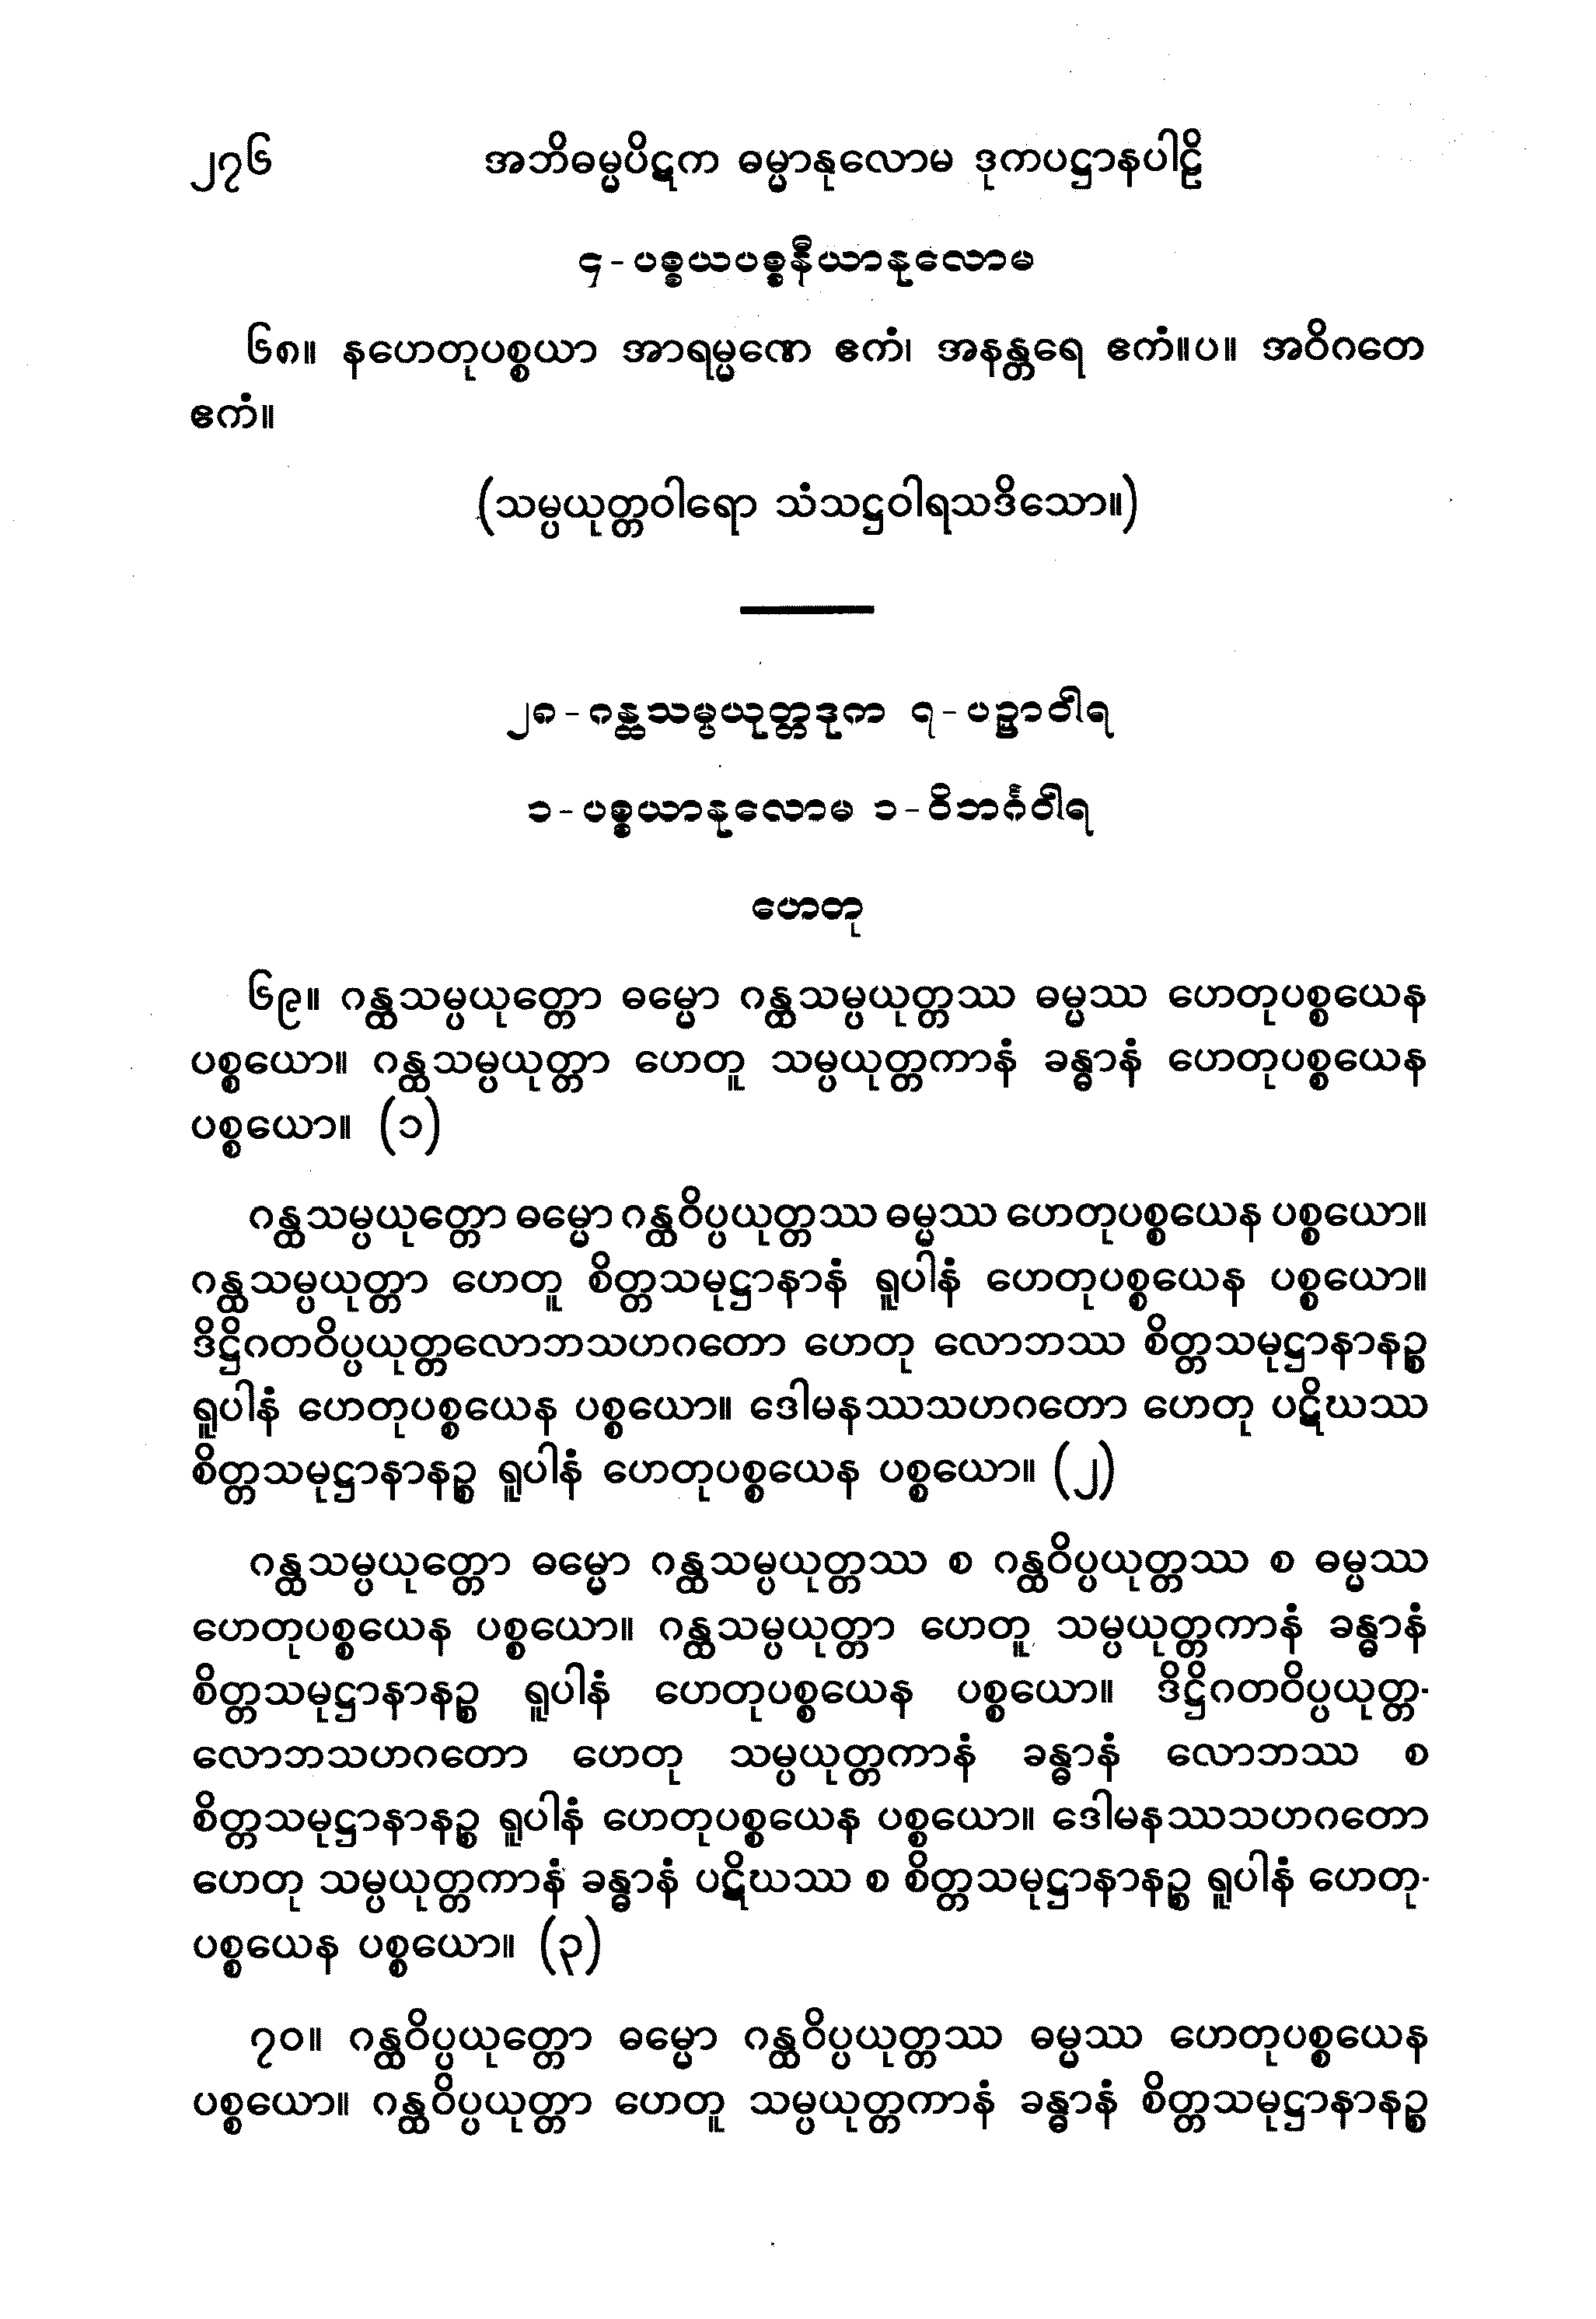 ၂၇၆ အဘိဓမ္မပိဋက ဓမ္မာနုလောမ ဒုကပဋ္ဌာနပါဠိ
၄-ပစ္စယပစ္စနီယာနုလောမ
၆၈။ နဟေတုပစ္စယာ အာရမ္မဏေ ဧကံ၊ အနန္တရေ ဧကံ။ပ။ အဝိဂတေ
ဧကံ။
(သမ္ပယုတ္တဝါရော သံသဋ္ဌဝါရသဒိသော။)
၂၈-ဂန္ထသမ္ပယုတ္တဒုက ၇-ပဉှာဝါရ
၁-ပစ္စယာနုလောမ ၁-ဝိဘင်္ဂဝါရ
ဟေတု
၆၉။ ဂန္ထသမ္ပယုတ္တော ဓမ္မော ဂန္ထသမ္ပယုတ္တဿ ဓမ္မဿ ဟေတုပစ္စယေန
ပစ္စယော။ ဂန္ထသမ္ပယုတ္တာ ဟေတူ သမ္ပယုတ္တကာနံ ခန္ဓာနံ ဟေတုပစ္စယေန
ပစ္စယော။ (၁)
ဂန္ထသမ္ပယုတ္တော ဓမ္မော ဂန္ထဝိပ္ပယုတ္တဿ ဓမ္မဿ ဟေတုပစ္စယေန ပစ္စယော။
ဂန္ထသမ္ပယုတ္တာ ဟေတူ စိတ္တသမုဋ္ဌာနာနံ ရူပါနံ ဟေတုပစ္စယေန ပစ္စယော။
ဒိဋ္ဌိဂတဝိပ္ပယုတ္တလောဘသဟဂတော ဟေတု လောဘဿ စိတ္တသမုဋ္ဌာနာနဉ္စ
ရူပါနံ ဟေတုပစ္စယေန ပစ္စယော။ ဒေါမနဿသဟဂတော ဟေတု ပဋိဃဿ
စိတ္တသမုဋ္ဌာနာနဉ္စ ရူပါနံ ဟေတုပစ္စယေန ပစ္စယော။ (၂)
ဂန္ထသမ္ပယုတ္တော ဓမ္မော ဂန္ထသမ္ပယုတ္တဿ စ ဂန္ထဝိပ္ပယုတ္တဿ စ ဓမ္မဿ
ဟေတုပစ္စယေန ပစ္စယော။ ဂန္ထသမ္ပယုတ္တာ ဟေတူ သမ္ပယုတ္တကာနံ ခန္ဓာနံ
စိတ္တသမုဋ္ဌာနာနဉ္စ ရူပါနံ ဟေတုပစ္စယေန ပစ္စယော။ ဒိဋ္ဌိဂတဝိပ္ပယုတ္တ-
လောဘသဟဂတော ဟေတု သမ္ပယုတ္တကာနံ ခန္ဓာနံ လောဘဿ စ
စိတ္တသမုဋ္ဌာနာနဉ္စ ရူပါနံ ဟေတုပစ္စယေန ပစ္စယော။ ဒေါမနဿသဟဂတော
ဟေတု သမ္ပယုတ္တကာနံ ခန္ဓာနံ ပဋိဃဿ စ စိတ္တသမုဋ္ဌာနာနဉ္စ ရူပါနံ ဟေတု-
ပစ္စယေန ပစ္စယော။ (၃)
၇၀။ ဂန္ထဝိပ္ပယုတ္တော ဓမ္မော ဂန္ထဝိပ္ပယုတ္တဿ ဓမ္မဿ ဟေတုပစ္စယေန
ပစ္စယော။ ဂန္ထဝိပ္ပယုတ္တာ ဟေတူ သမ္ပယုတ္တကာနံ ခန္ဓာနံ စိတ္တသမုဋ္ဌာနာနဉ္စ